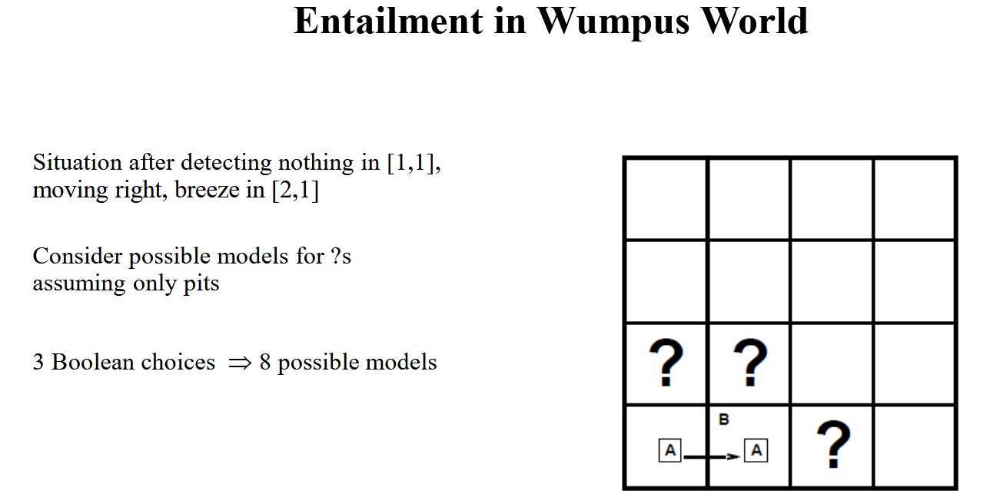 Entailment in Wumpus World
Situation after detecting nothing in [1,1],
moving right, breeze in [2,1]
Consider possible models for ?s
assuming only pits
3 Boolean choices ⇒ 8 possible models
? ?
B
A A ?